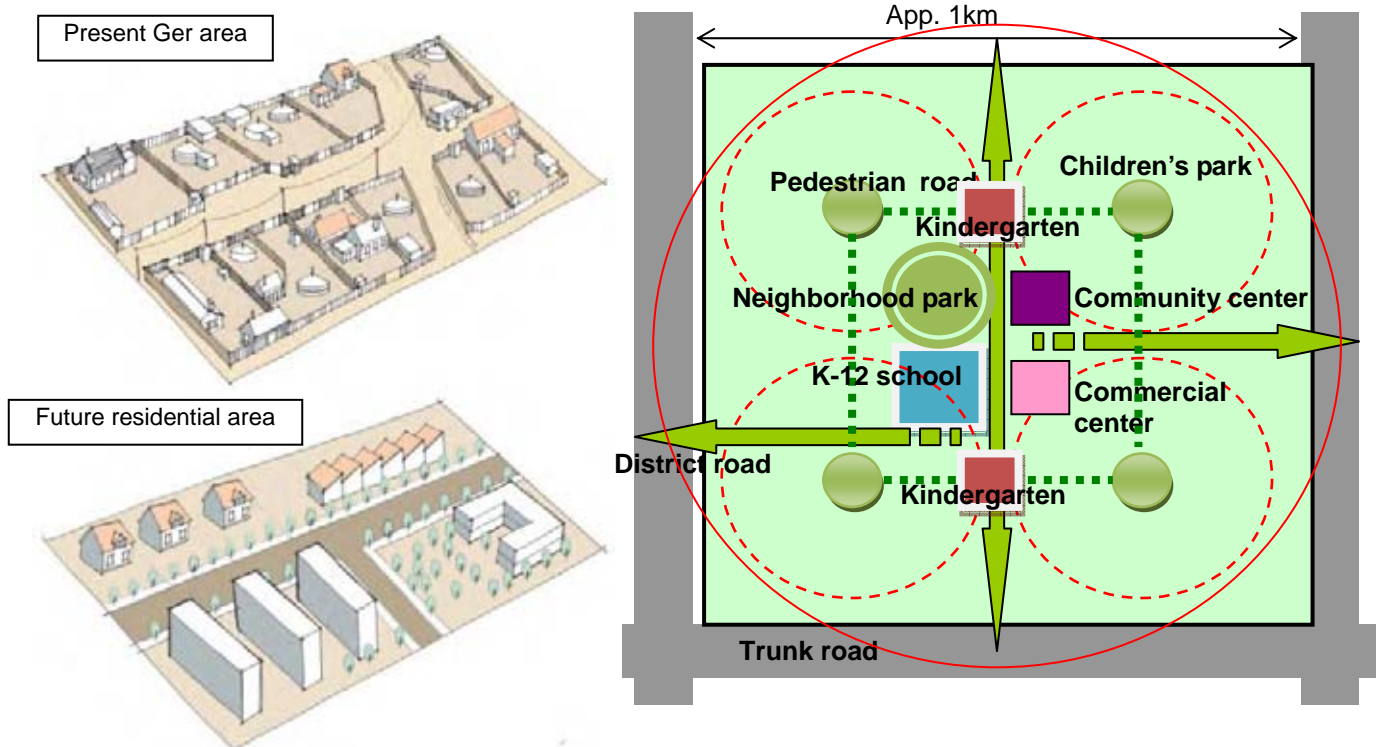 Present Ger area
Future residential area
App. 1km
Pedestrian road
Children's park
Kindergarten
Neighborhood park
Community center
K-12 school
Commercial
center
District road
Kindergarten
Trunk road